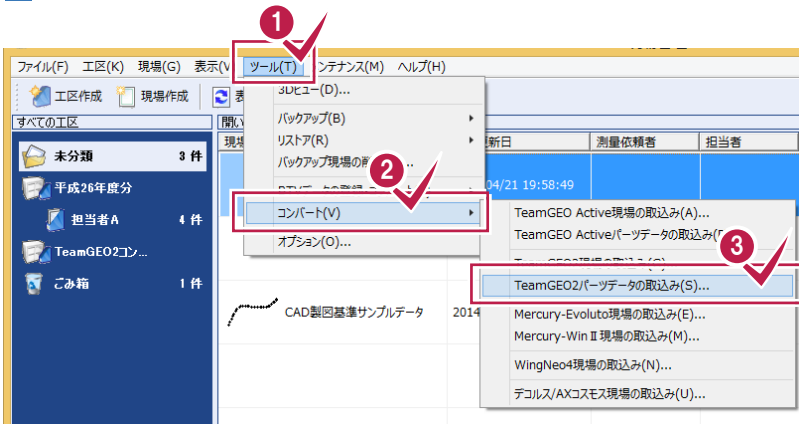 1
ファイル(F) 工区(K) 現場(G) 表示(V) ツール(T) ンテナンス(M) ヘルプ(H)
工区作成 現場作成
すべての工区
未分類 3 件
平成26年度分
担当者A 4 件
TeamGEO2コン...
ごみ箱 1 件
3Dビュー(D)...
バックアップ(B)
リストア(R)
バックアップ現場の
2
コンバート(V)
オプション(O)...
新日 測量依頼者 担当者
04/21 19:58:49
TeamGEO Active現場の取込み(A)...
TeamGEO Activeパーツデータの取込み
3
TeamGEO2パーツデータの取込み(S)...
Mercury-Evoluto現場の取込み(E)...
Mercury-WinⅡ現場の取込み(M)...
WingNeo4現場の取込み(N)...
デコルス/AXコスモス現場の取込み(U)...
CAD製図基準サンプルデータ 2014